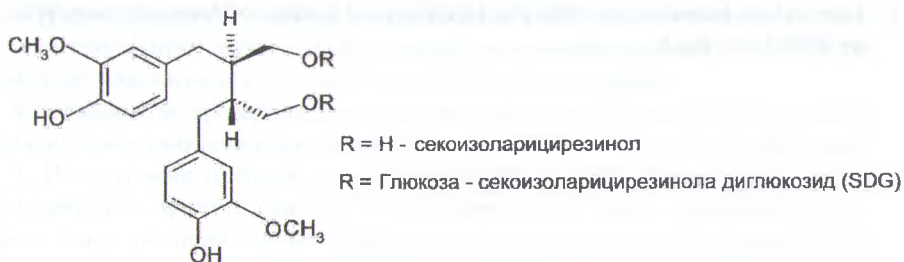 H
CH3O
OR
OR
HO
H
R = H - секоизоларицирезинол
R = Глюкоза - секоизоларицирезинола диглюкозид (SDG)
OCH3
OH